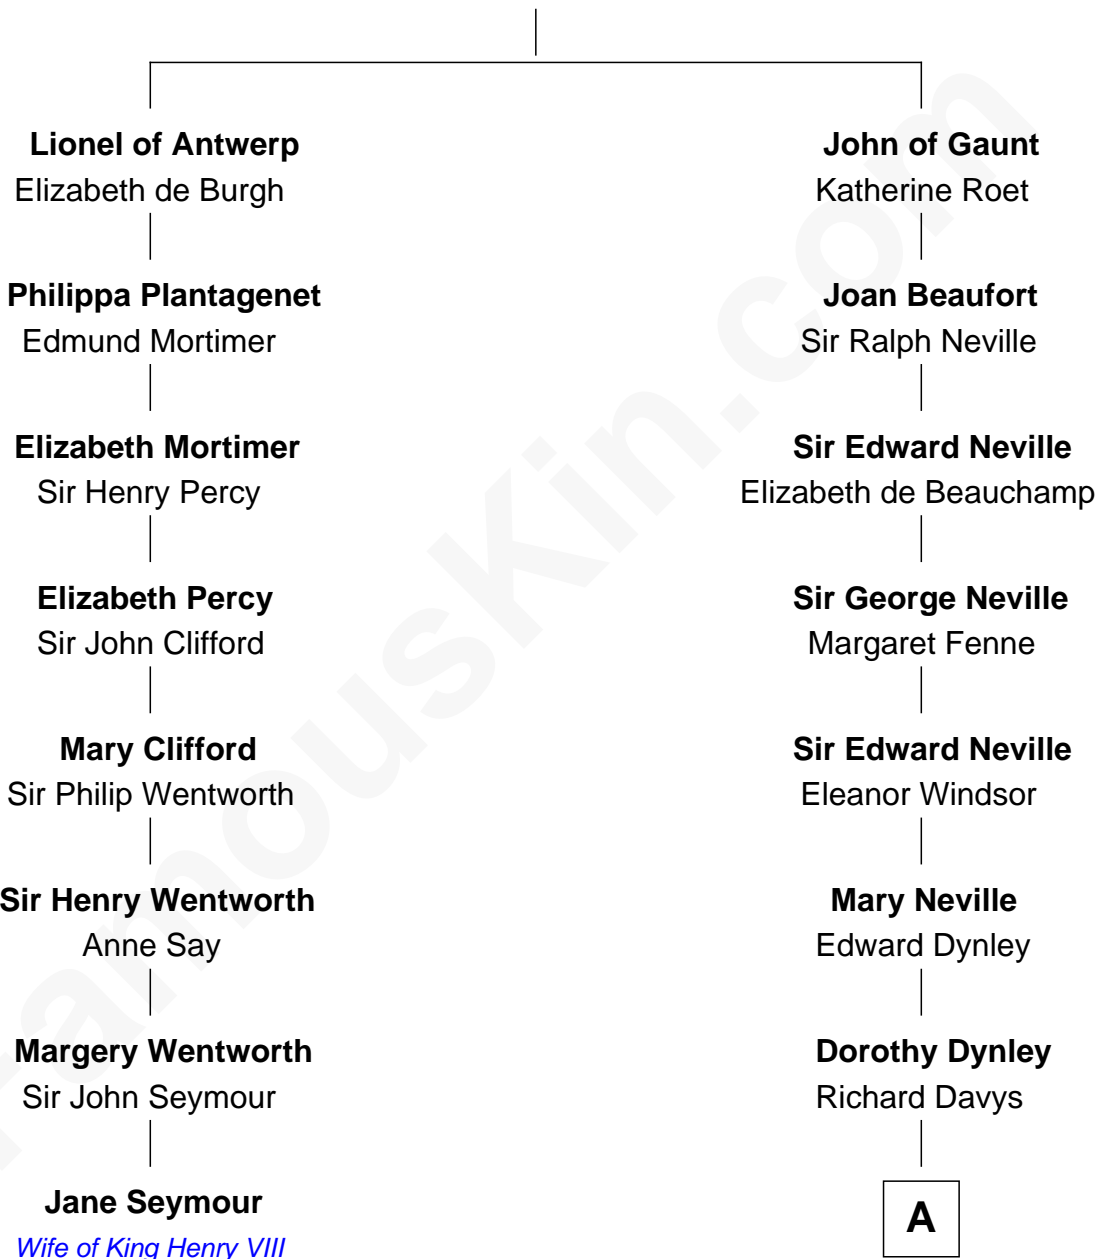 Lionel of Antwerp
Elizabeth de Burgh
Philippa Plantagenet
Edmund Mortimer
Elizabeth Mortimer
Sir Henry Percy
Elizabeth Percy
Sir John Clifford
Mary Clifford
Sir Philip Wentworth
Sir Henry Wentworth
Anne Say
Margery Wentworth
Sir John Seymour
Jane Seymour
Wife of King Henry VIII
John of Gaunt
Katherine Roet
Joan Beaufort
Sir Ralph Neville
Sir Edward Neville
Elizabeth de Beauchamp
Sir George Neville
Margaret Fenne
Sir Edward Neville
Eleanor Windsor
Mary Neville
Edward Dynley
Dorothy Dynley
Richard Davys
A
FamousKin.com